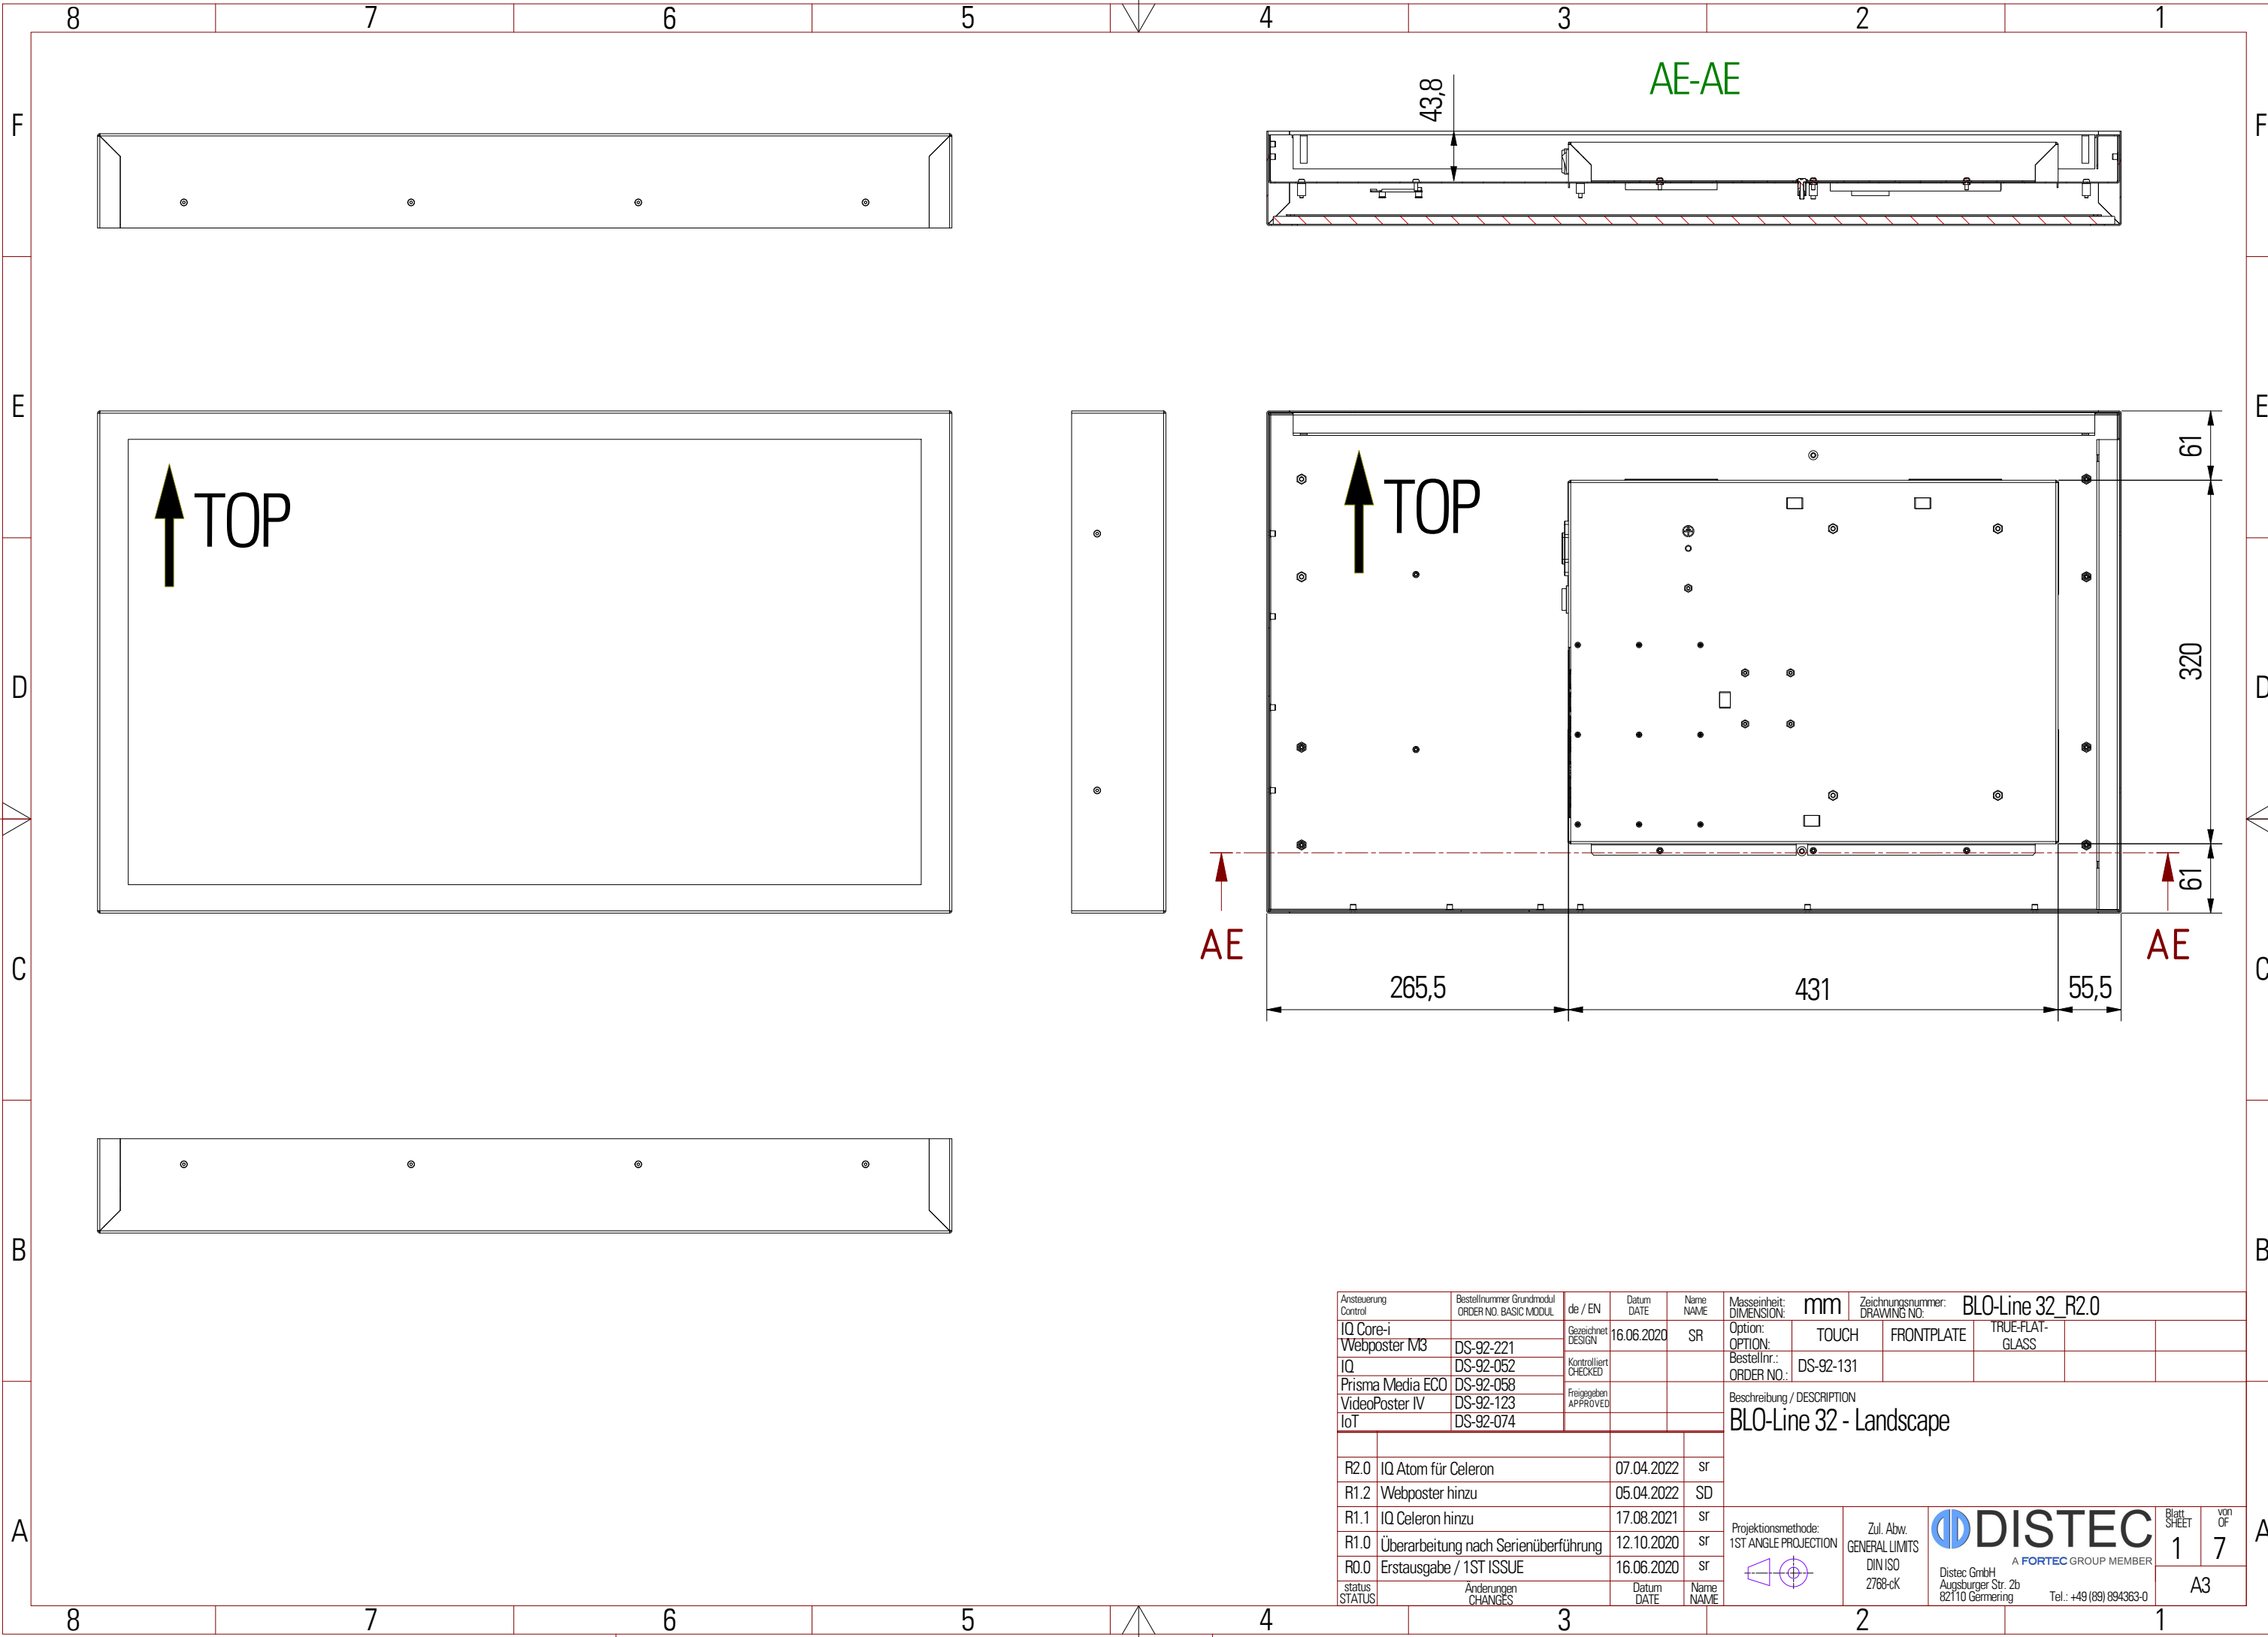 8 7 6 5 4 3 2 1
F F
E E
D D
C C
B B
A A
AE-AE
43,8
TOP
TOP
61
320
61
AE AE
265,5 431 55,5
Ansteuerung
Control
Bestellnummer Grundmodul
ORDER NO. BASIC MODUL
de / EN
Datum
DATE
Name
NAME
Masseinheit:
DIMENSION:
mm
Zeichnungsnummer:
DRAWING NO:
BLO-Line 32_R2.0
IQ Core-i
Webposter M3 DS-92-221
IQ DS-92-052
Prisma Media ECO DS-92-058
VideoPoster IV DS-92-123
IoT DS-92-074
Gezeichnet
DESIGN
16.06.2020 SR
Kontrolliert
CHECKED
Freigegeben
APPROVED
Option:
OPTION:
TOUCH FRONTPLATE
TRUE-FLAT-
GLASS
Bestellnr.:
ORDER NO.:
DS-92-131
Beschreibung / DESCRIPTION
BLO-Line 32 - Landscape
R2.0 IQ Atom für Celeron 07.04.2022 sr
R1.2 Webposter hinzu 05.04.2022 SD
R1.1 IQ Celeron hinzu 17.08.2021 sr
R1.0 Überarbeitung nach Serienüberführung 12.10.2020 sr
R0.0 Erstausgabe / 1ST ISSUE 16.06.2020 sr
status
STATUS
Änderungen
CHANGES
Datum
DATE
Name
NAME
Projektionsmethode:
1ST ANGLE PROJECTION
Zul. Abw.
GENERAL LIMITS
DIN ISO
2768-cK
DISTEC
A FORTEC GROUP MEMBER
Distec GmbH
Augsburger Str. 2b
82110 Germering Tel.: +49 (89) 894363-0
Blatt
SHEET
1
von
OF
7
A3
8 7 6 5 4 3 2 1